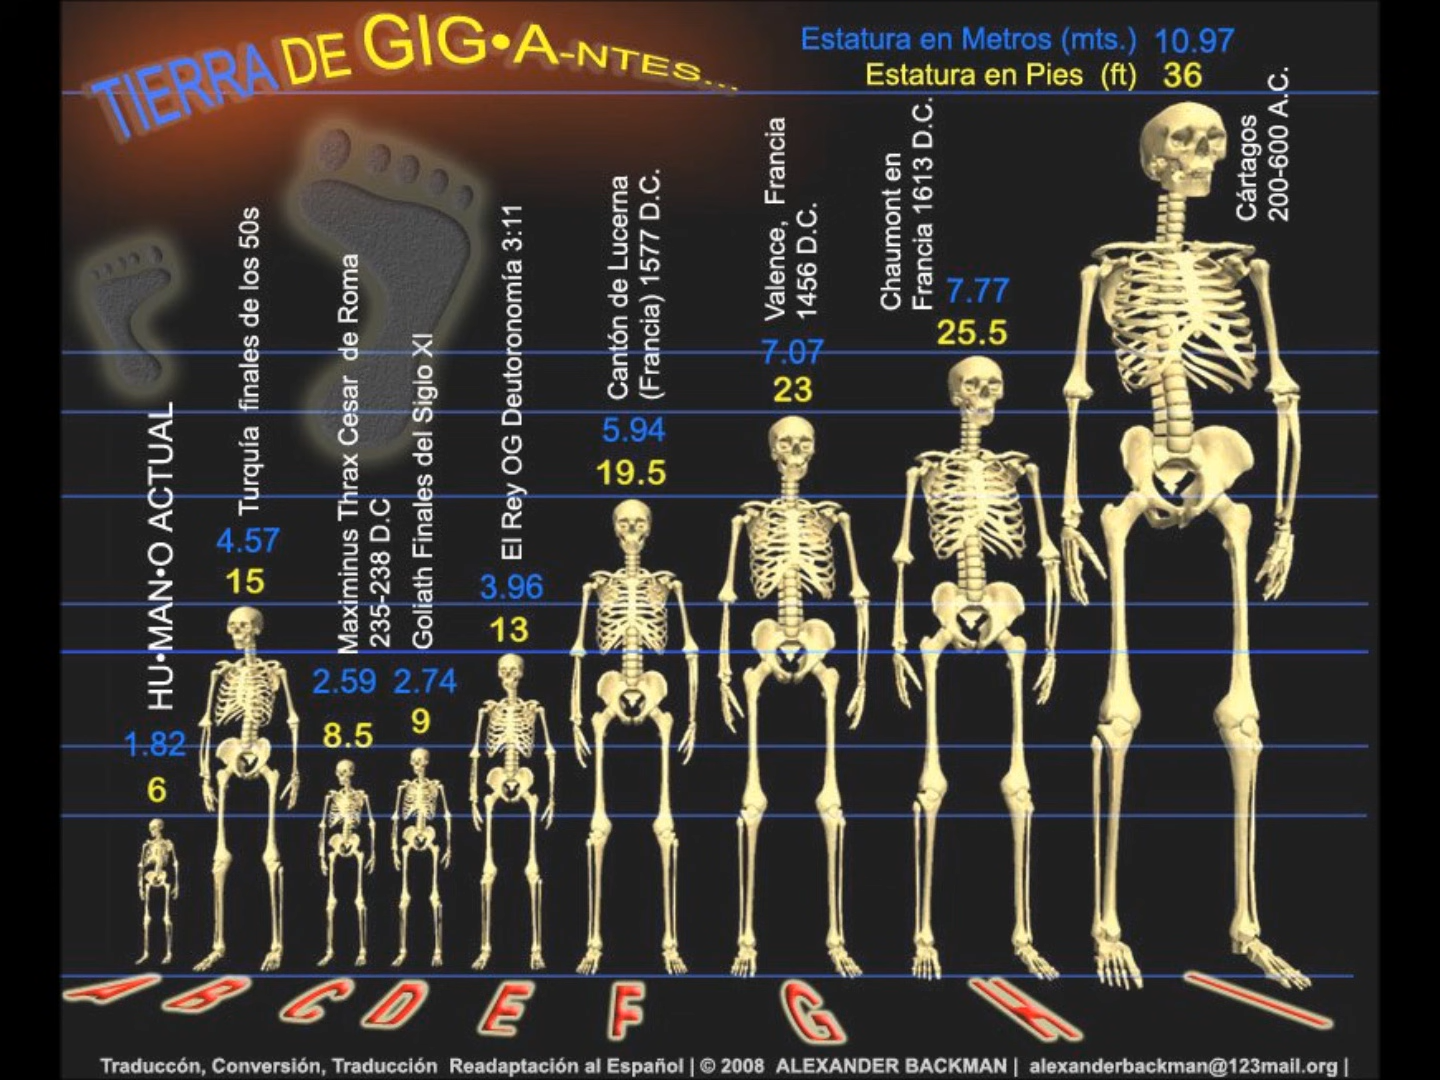 TIERRA DE GIG•A-NTES...
Estatura en Metros (mts.) 10.97
Estatura en Pies (ft) 36
HU•MAN•O ACTUAL
1.82
6
Turquía finales de los 50s
4.57
15
Maximinus Thrax Cesar de Roma
235-238 D.C
2.59
8.5
Goliath Finales del Siglo XI
2.74
9
El Rey OG Deutoronomía 3:11
3.96
13
Cantón de Lucerna
(Francia) 1577 D.C.
5.94
19.5
Valence, Francia
1456 D.C.
7.07
23
Chaumont en
Francia 1613 D.C.
7.77
25.5
Cártagos
200-600 A.C.
A B C D E F G H I
Traduccón, Conversión, Traducción Readaptación al Español | © 2008 ALEXANDER BACKMAN | alexanderbackman@123mail.org |